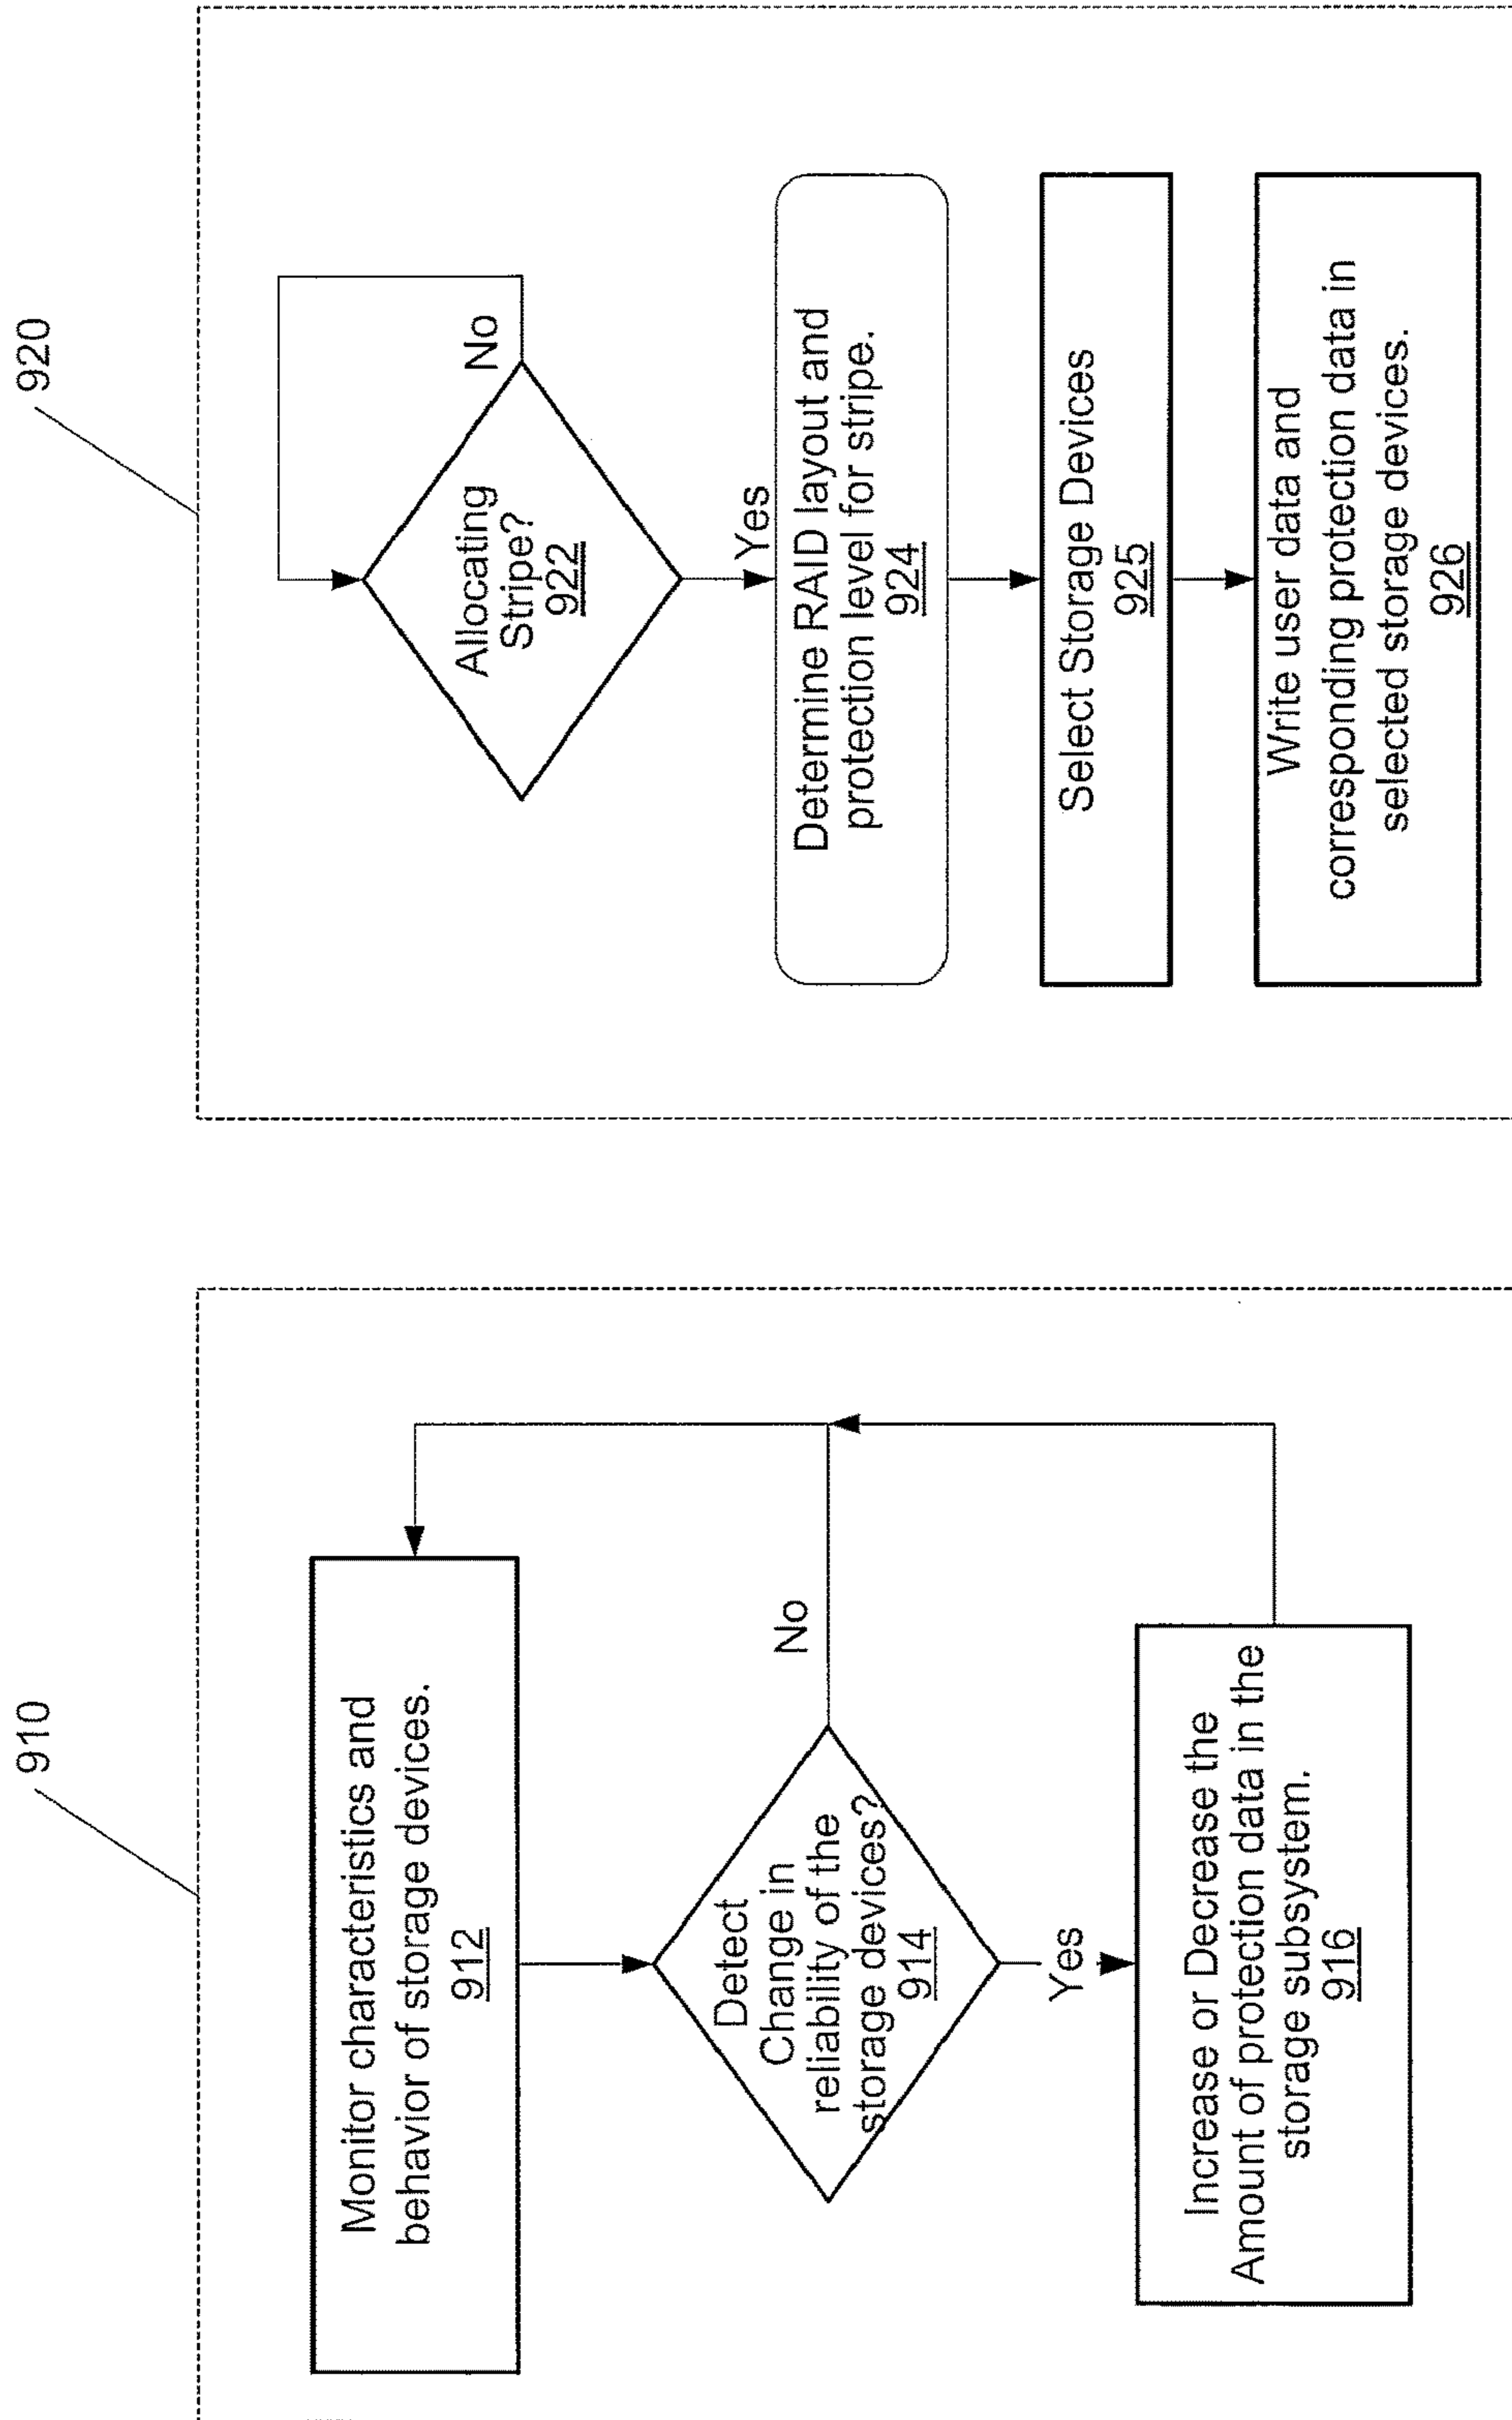 910
Monitor characteristics and
behavior of storage devices.
912
Detect
Change in
reliability of the
storage devices?
914
No
Yes
Increase or Decrease the
Amount of protection data in the
storage subsystem.
916
920
Allocating
Stripe?
922
No
Yes
Determine RAID layout and
protection level for stripe.
924
Select Storage Devices
925
Write user data and
corresponding protection data in
selected storage devices.
926